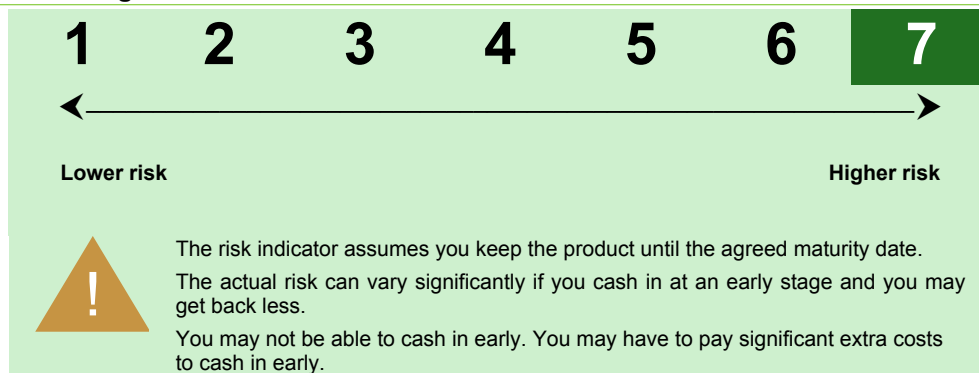 1 2 3 4 5 6 7
Lower risk Higher risk
!
The risk indicator assumes you keep the product until the agreed maturity date.
The actual risk can vary significantly if you cash in at an early stage and you may
get back less.
You may not be able to cash in early. You may have to pay significant extra costs
to cash in early.